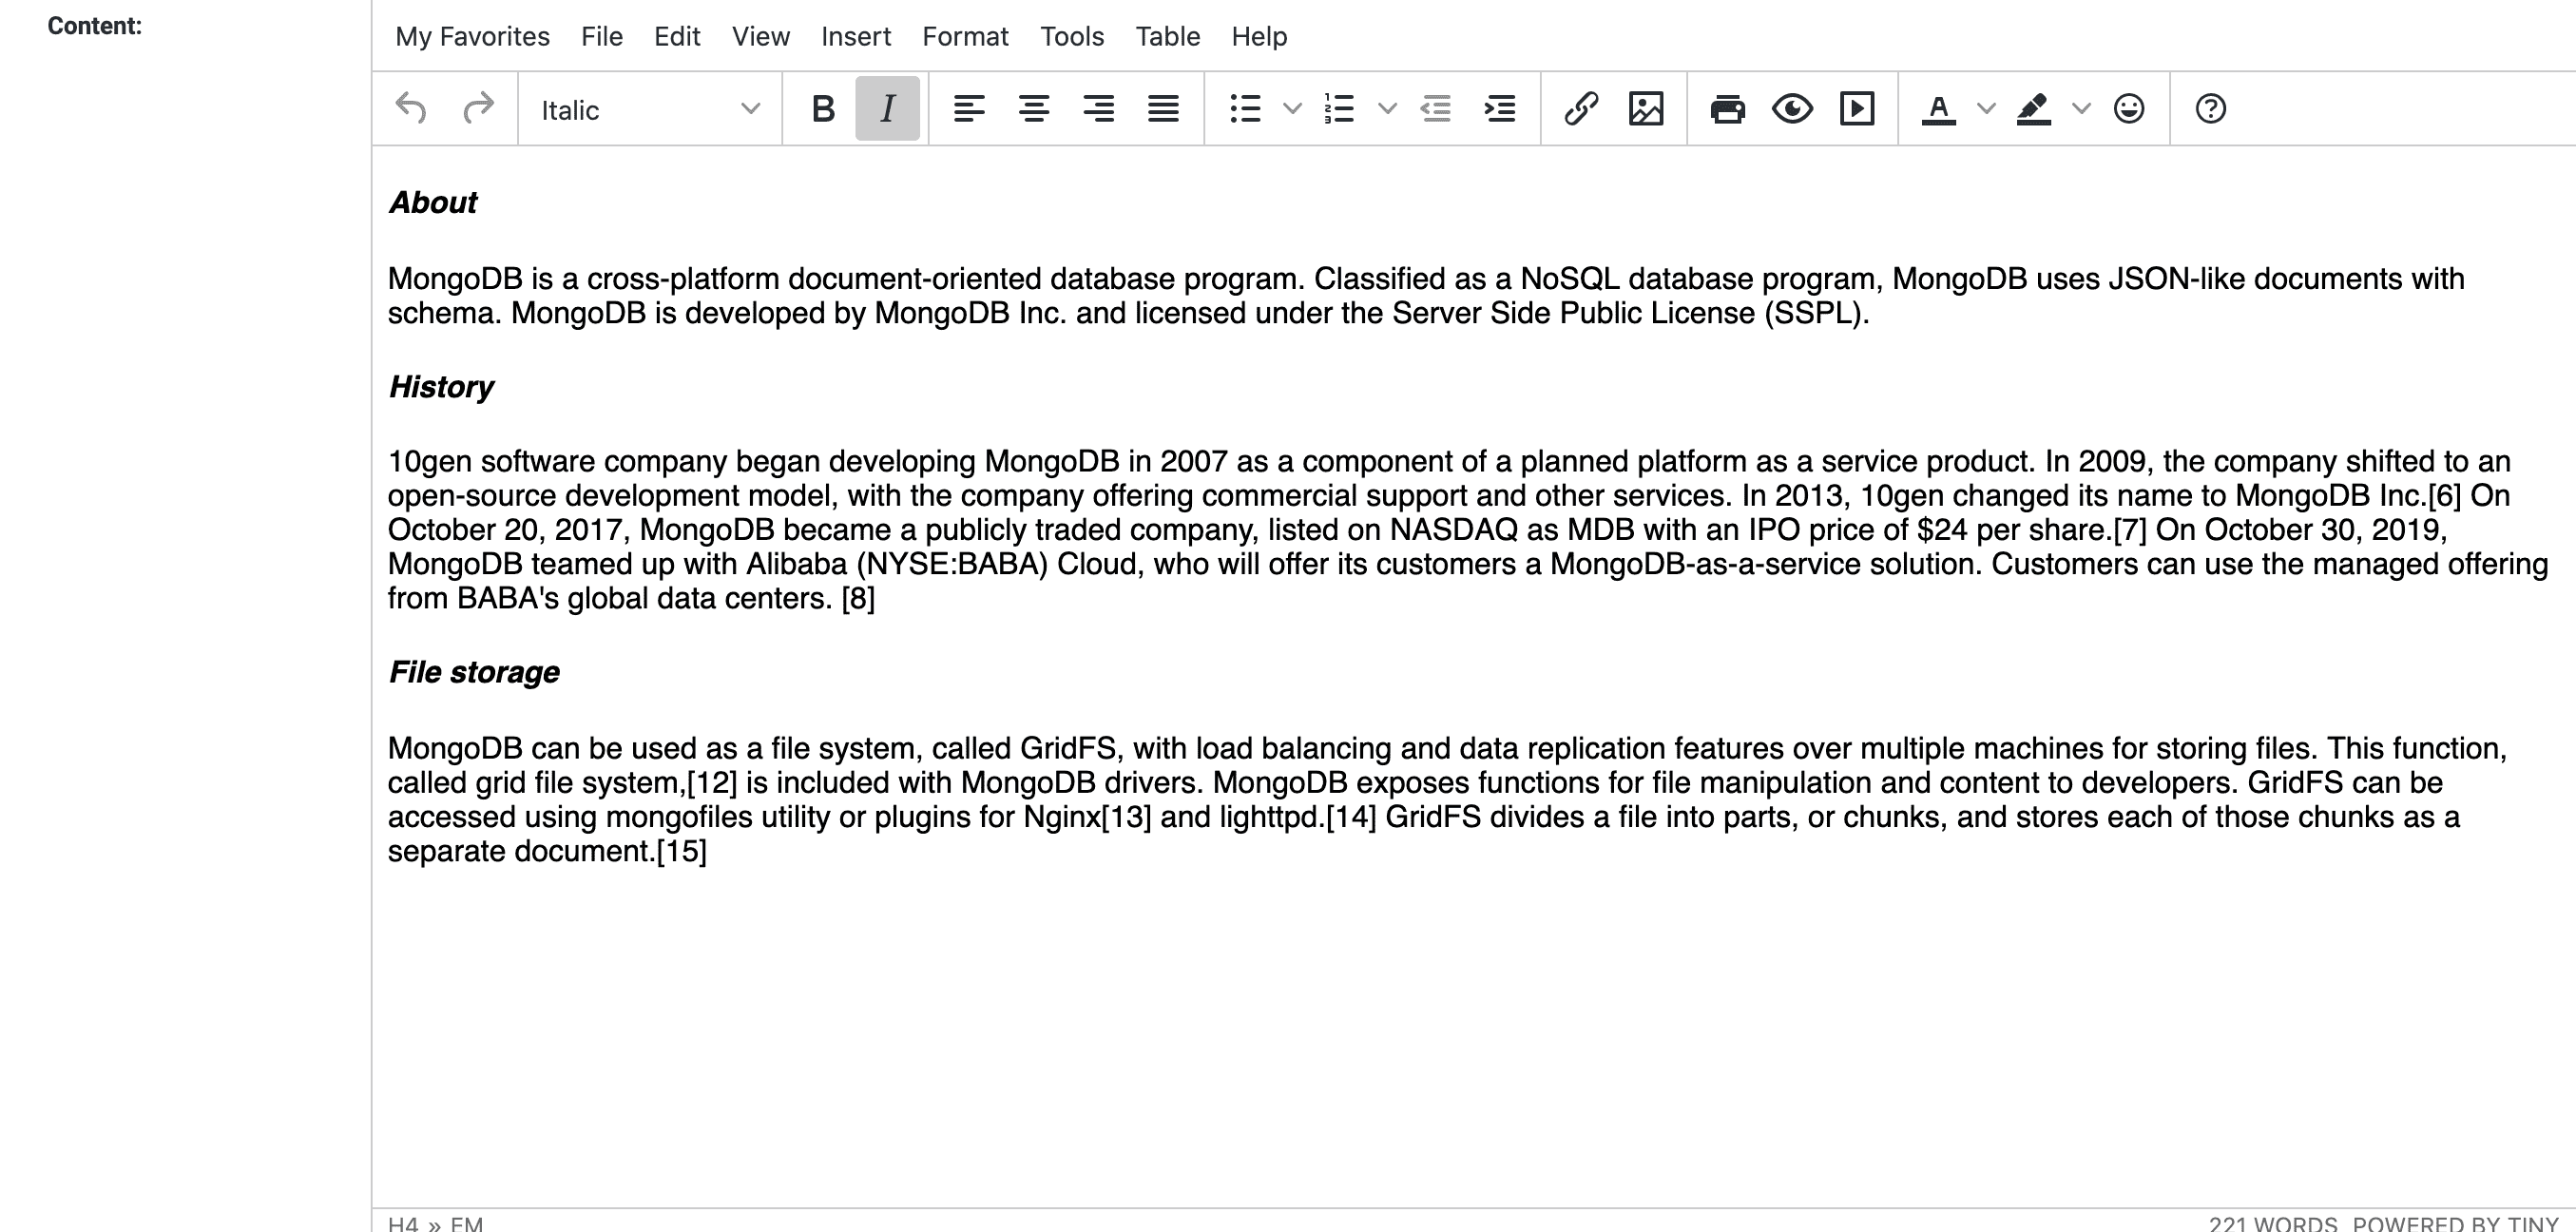 Content:
My Favorites File Edit View Insert Format Tools Table Help
Italic B I A
About
MongoDB is a cross-platform document-oriented database program. Classified as a NoSQL database program, MongoDB uses JSON-like documents with
schema. MongoDB is developed by MongoDB Inc. and licensed under the Server Side Public License (SSPL).
History
10gen software company began developing MongoDB in 2007 as a component of a planned platform as a service product. In 2009, the company shifted to an
open-source development model, with the company offering commercial support and other services. In 2013, 10gen changed its name to MongoDB Inc.[6] On
October 20, 2017, MongoDB became a publicly traded company, listed on NASDAQ as MDB with an IPO price of $24 per share.[7] On October 30, 2019,
MongoDB teamed up with Alibaba (NYSE:BABA) Cloud, who will offer its customers a MongoDB-as-a-service solution. Customers can use the managed offering
from BABA's global data centers. [8]
File storage
MongoDB can be used as a file system, called GridFS, with load balancing and data replication features over multiple machines for storing files. This function,
called grid file system,[12] is included with MongoDB drivers. MongoDB exposes functions for file manipulation and content to developers. GridFS can be
accessed using mongofiles utility or plugins for Nginx[13] and lighttpd.[14] GridFS divides a file into parts, or chunks, and stores each of those chunks as a
separate document.[15]
H4 » EM 221 WORDS POWERED BY TINY